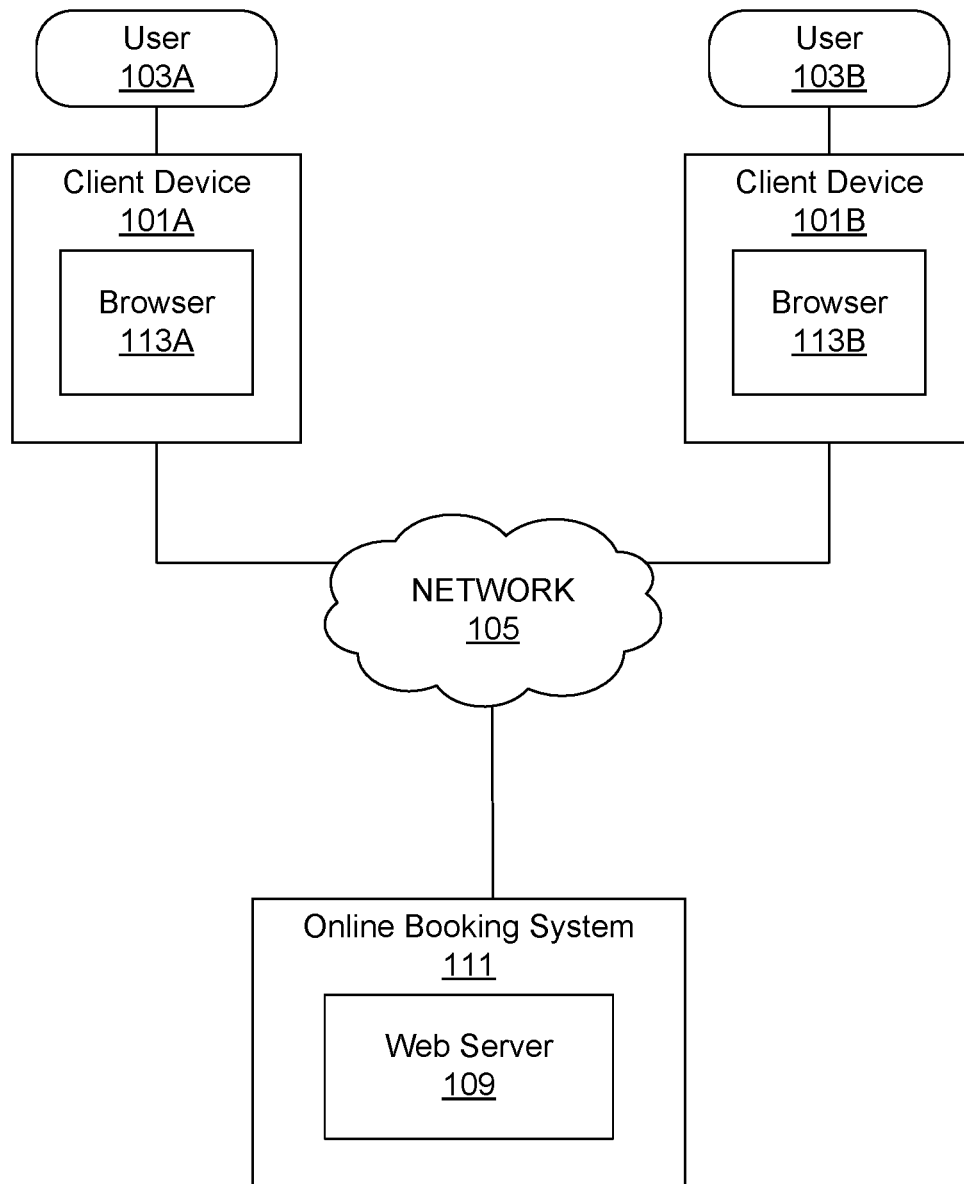 User
103A
User
103B
Client Device
101A
Client Device
101B
Browser
113A
Browser
113B
NETWORK
105
Online Booking System
111
Web Server
109